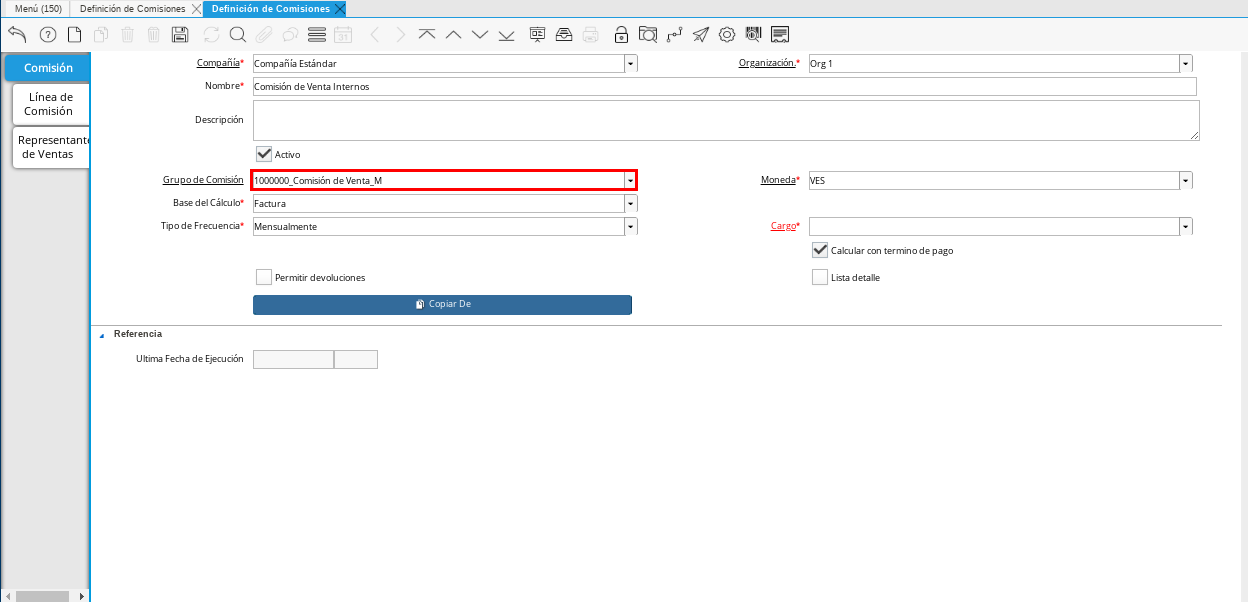 Menú (150) Definición de Comisiones Definición de Comisiones
31
Comisión
Línea de
Comisión
Representante
de Ventas
Compañía* Compañía Estándar Organización.* Org 1
Nombre* Comisión de Venta Internos
Descripción
Activo
Grupo de Comisión 1000000_Comisión de Venta_M Moneda* VES
Base del Cálculo* Factura
Tipo de Frecuencia* Mensualmente Cargo*
Calcular con termino de pago
Permitir devoluciones Lista detalle
Copiar De
Referencia
Ultima Fecha de Ejecución